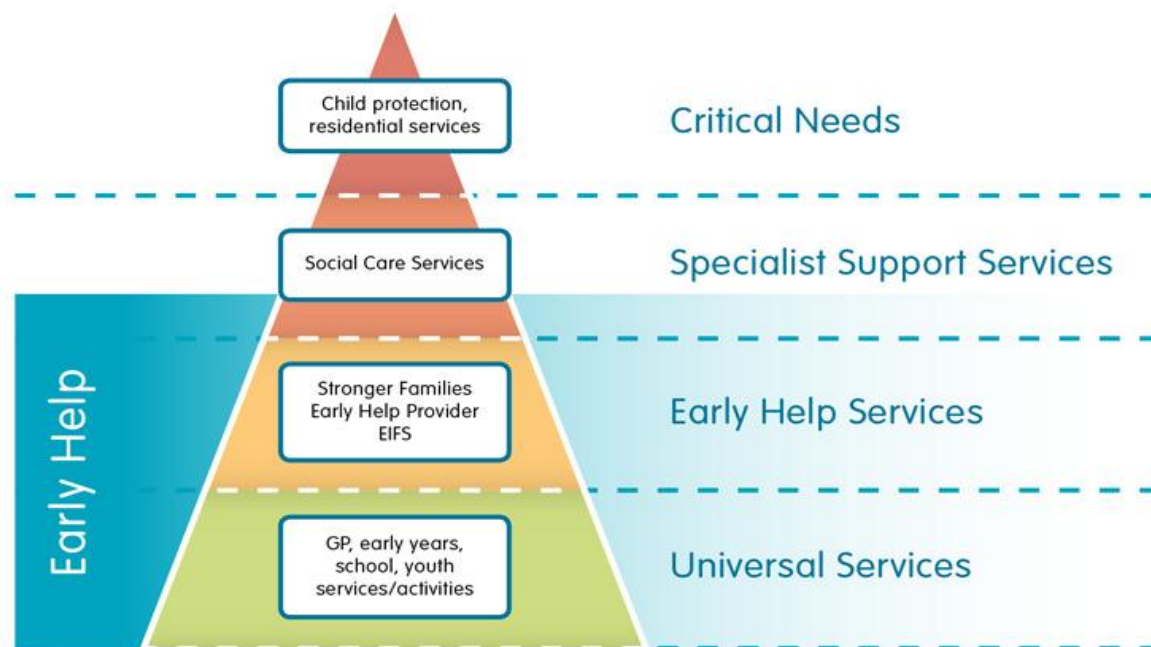 Child protection,
residential services
Critical Needs
Social Care Services
Specialist Support Services
Early Help
Stronger Families
Early Help Provider
EIFS
Early Help Services
GP, early years,
school, youth
services/activities
Universal Services